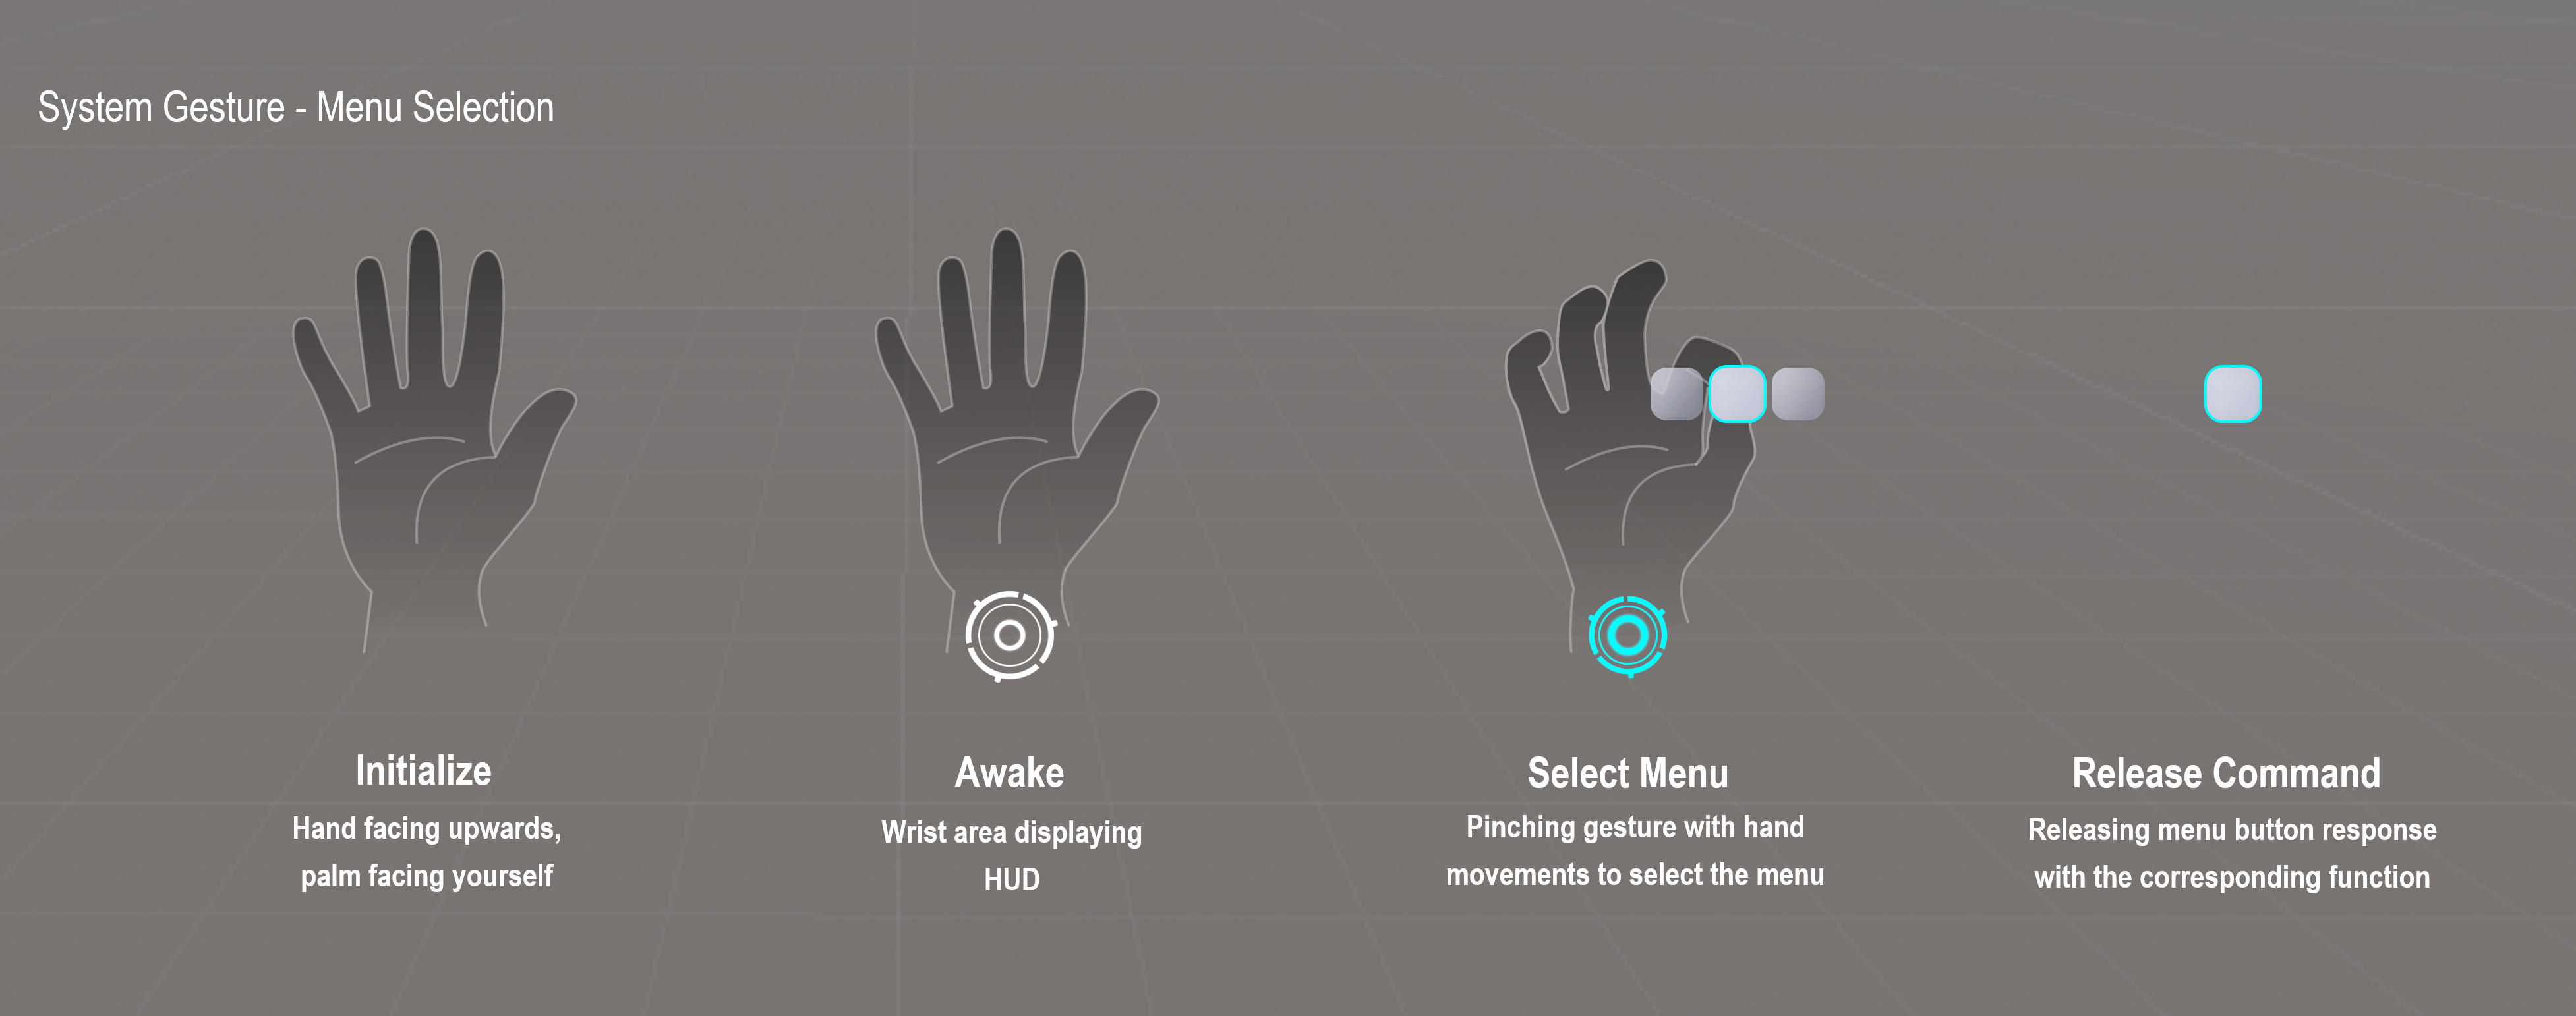 System Gesture - Menu Selection
Initialize
Hand facing upwards,
palm facing yourself
Awake
Wrist area displaying
HUD
Select Menu
Pinching gesture with hand
movements to select the menu
Release Command
Releasing menu button response
with the corresponding function